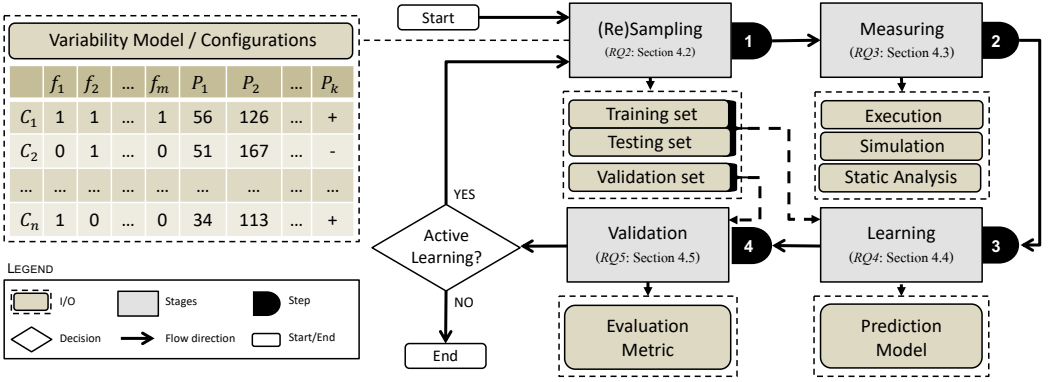 Variability Model / Configurations
f1 f2 ... fm P1 P2 ... Pk
C1 1 1 ... 1 56 126 ... +
C2 0 1 ... 0 51 167 ... -
... ... ... ... ... ... ... ... ...
Cn 1 0 ... 0 34 113 ... +
LEGEND
I/O
Stages
Step
Decision
Flow direction
Start/End
Start
(Re)Sampling
(RQ2: Section 4.2)
1
Measuring
(RQ3: Section 4.3)
2
Training set
Testing set
Validation set
Execution
Simulation
Static Analysis
YES
Active
Learning?
NO
End
Validation
(RQ5: Section 4.5)
4
Learning
(RQ4: Section 4.4)
3
Evaluation
Metric
Prediction
Model